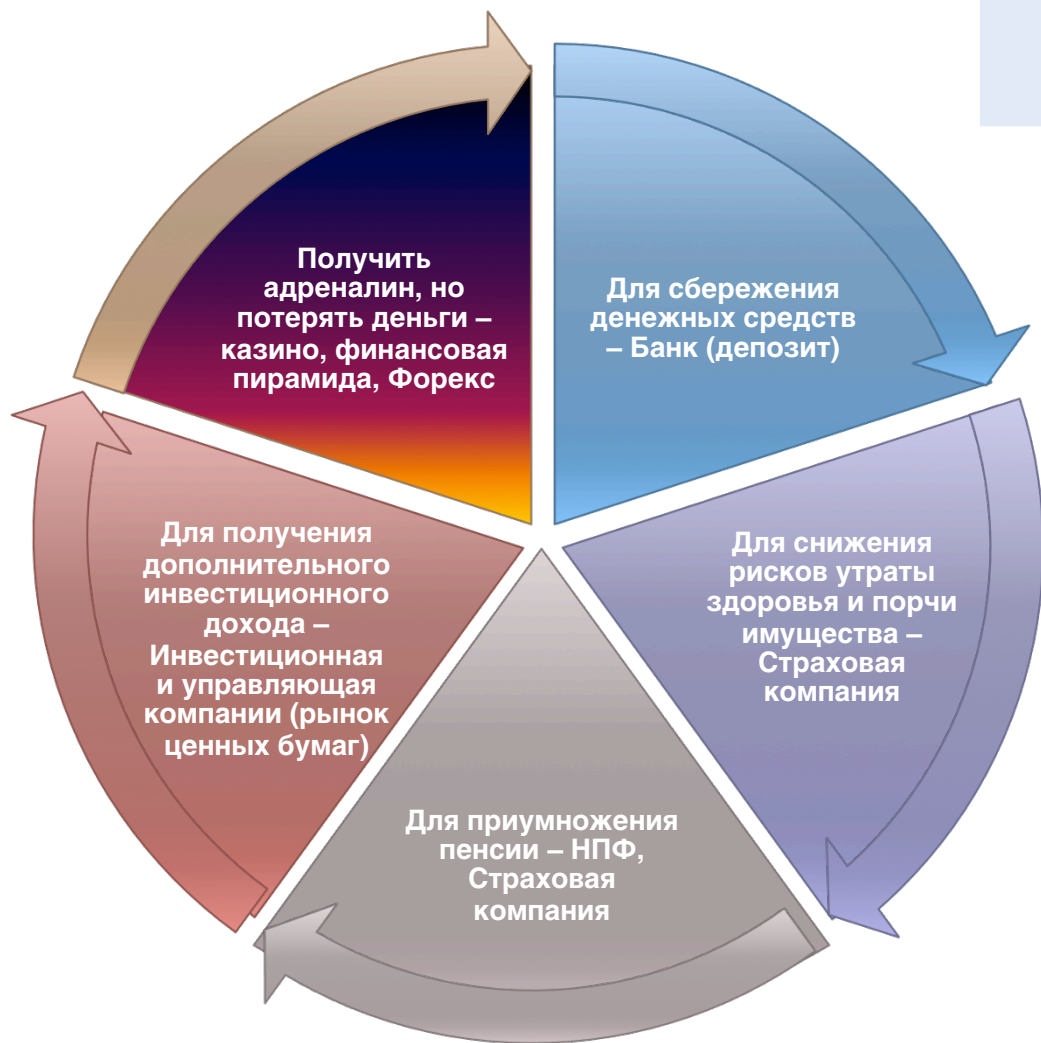 Получить
адреналин, но
потерять деньги –
казино, финансовая
пирамида, Форекс
Для сбережения
денежных средств
– Банк (депозит)
Для снижения
рисков утраты
здоровья и порчи
имущества –
Страховая
компания
Для приумножения
пенсии – НПФ,
Страховая
компания
Для получения
дополнительного
инвестиционного
дохода –
Инвестиционная
и управляющая
компании (рынок
ценных бумаг)